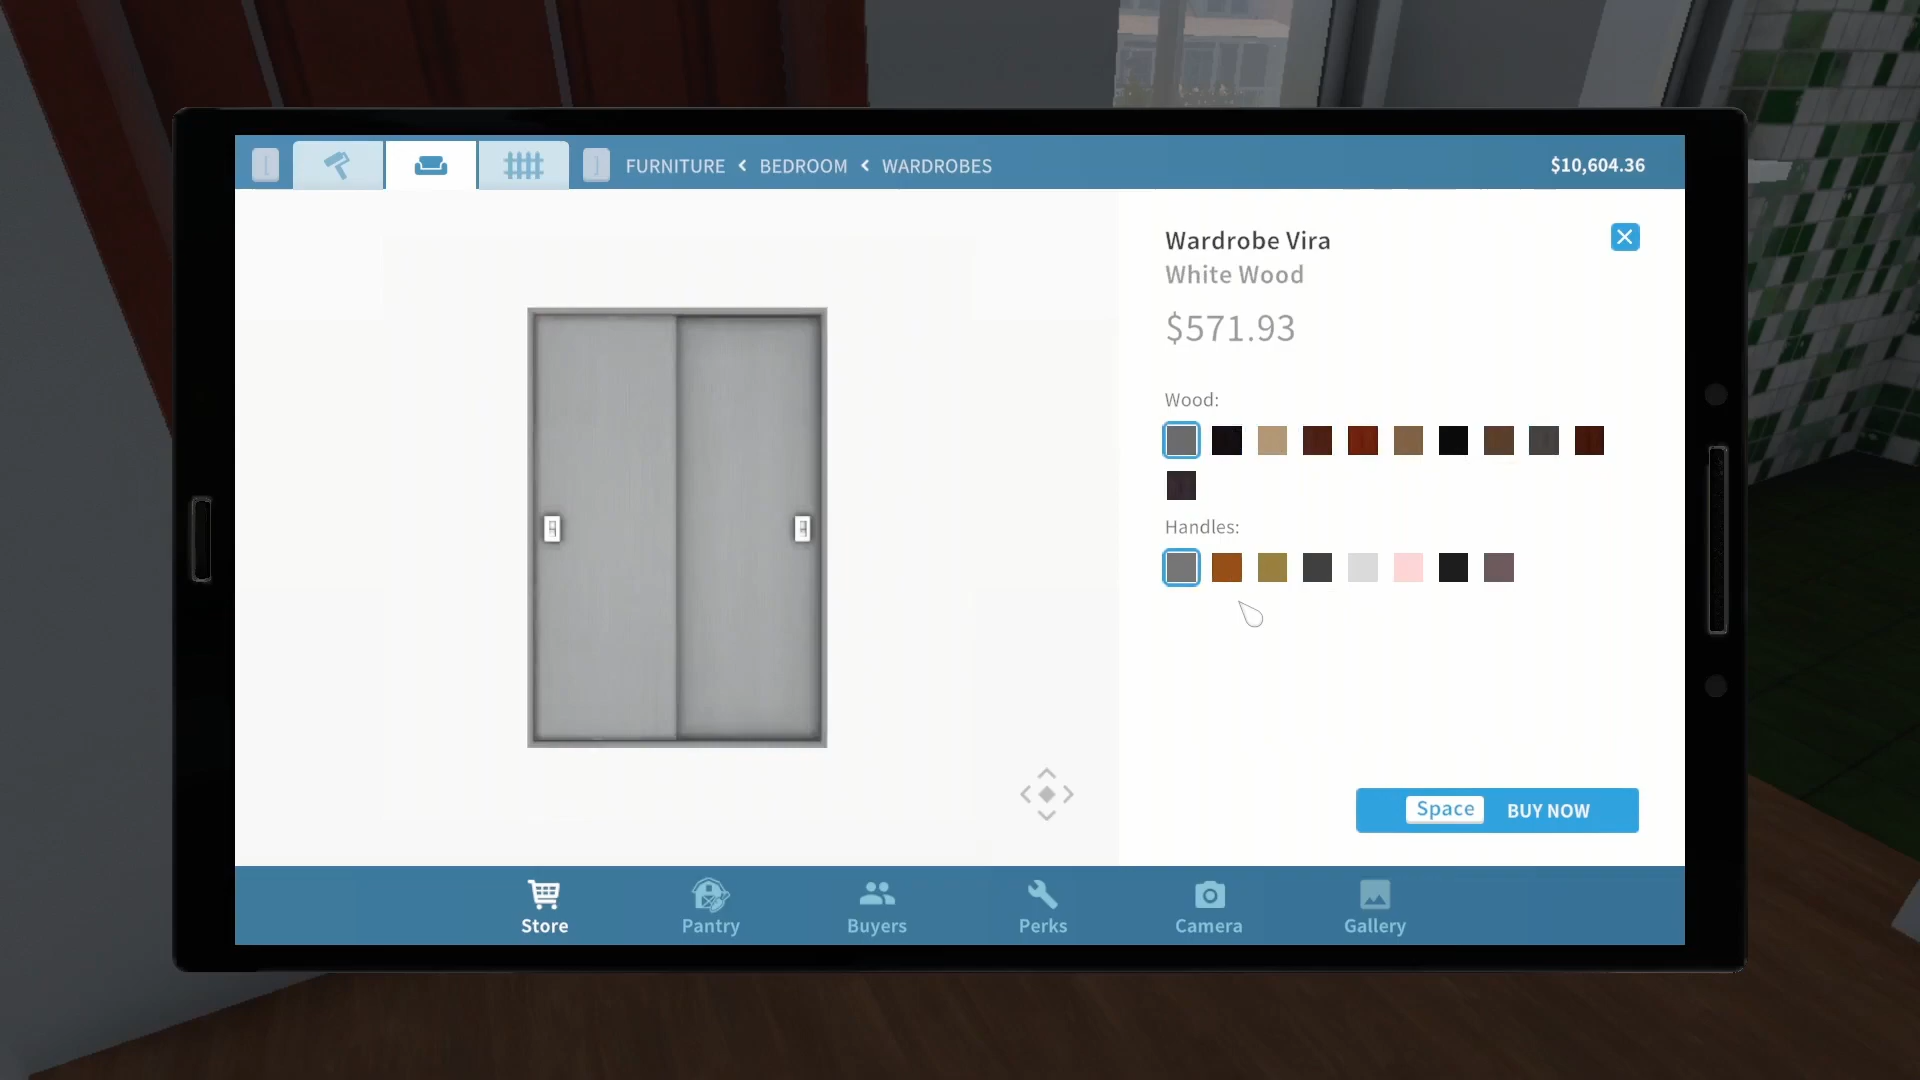 FURNITURE < BEDROOM < WARDROBES
$10,604.36
Wardrobe Vira
White Wood
$571.93
Wood:
Handles:
Space BUY NOW
Store Pantry Buyers Perks Camera Gallery